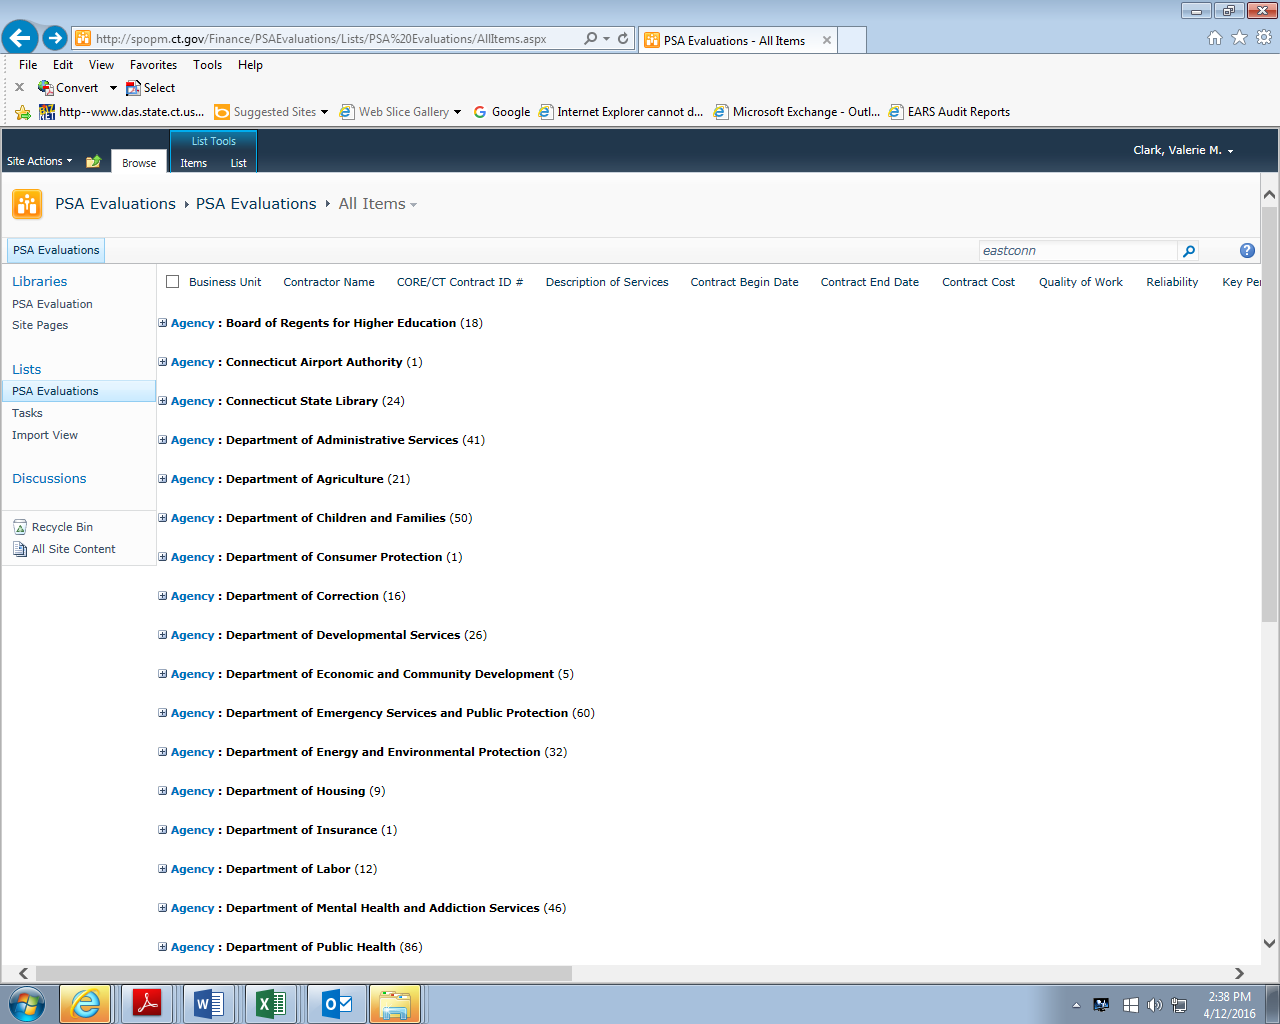 http://spopm.ct.gov/Finance/PSAEvaluations/Lists/PSA%20Evaluations/AllItems.aspx
PSA Evaluations - All Items
File Edit View Favorites Tools Help
Convert Select
http--www.das.state.ct.us... Suggested Sites Web Slice Gallery Google Internet Explorer cannot d... Microsoft Exchange - Outl... EARS Audit Reports
List Tools
Site Actions Browse Items List
Clark, Valerie M.
PSA Evaluations PSA Evaluations All Items
PSA Evaluations
eastconn
Libraries
PSA Evaluation
Site Pages
Lists
PSA Evaluations
Tasks
Import View
Discussions
Recycle Bin
All Site Content
Business Unit Contractor Name CORE/CT Contract ID # Description of Services Contract Begin Date Contract End Date Contract Cost Quality of Work Reliability Key Per
Agency : Board of Regents for Higher Education (18)
Agency : Connecticut Airport Authority (1)
Agency : Connecticut State Library (24)
Agency : Department of Administrative Services (41)
Agency : Department of Agriculture (21)
Agency : Department of Children and Families (50)
Agency : Department of Consumer Protection (1)
Agency : Department of Correction (16)
Agency : Department of Developmental Services (26)
Agency : Department of Economic and Community Development (5)
Agency : Department of Emergency Services and Public Protection (60)
Agency : Department of Energy and Environmental Protection (32)
Agency : Department of Housing (9)
Agency : Department of Insurance (1)
Agency : Department of Labor (12)
Agency : Department of Mental Health and Addiction Services (46)
Agency : Department of Public Health (86)
2:38 PM
4/12/2016